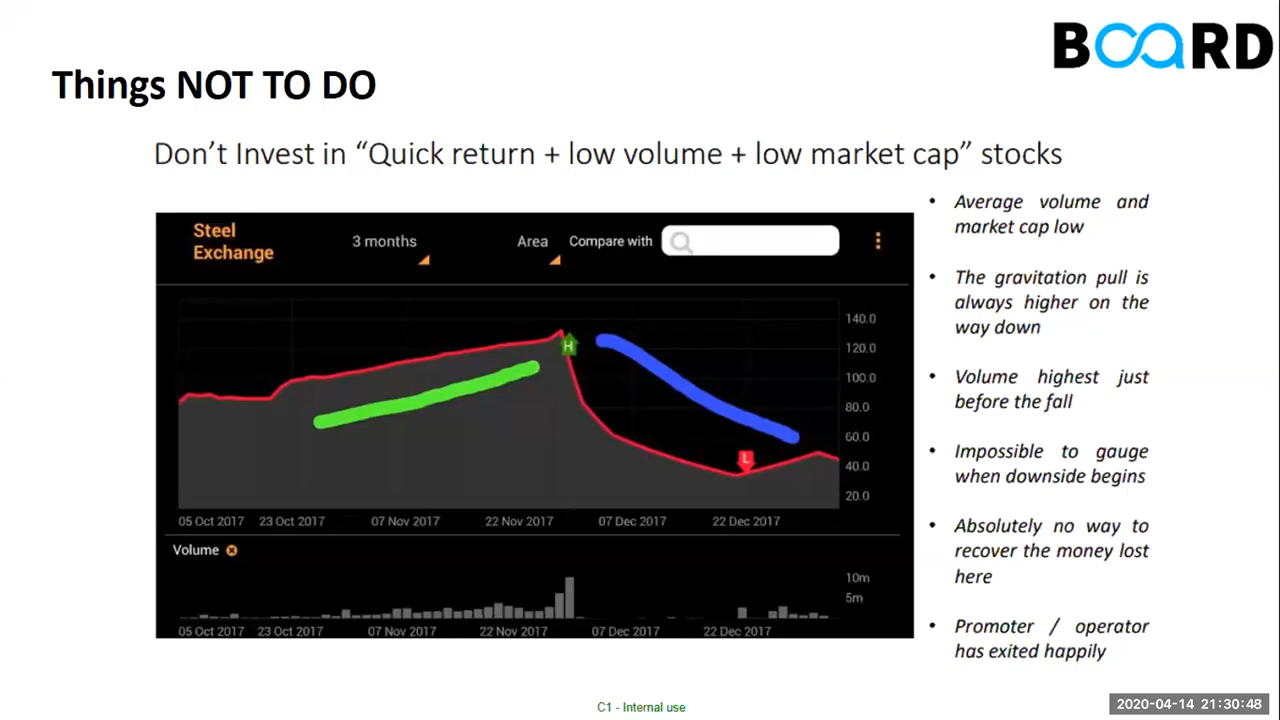 BOARD
Things NOT TO DO
Don’t Invest in “Quick return + low volume + low market cap” stocks
Steel
Exchange
3 months
Area
Compare with
H
L
140.0
120.0
100.0
80.0
60.0
40.0
20.0
05 Oct 2017 23 Oct 2017 07 Nov 2017 22 Nov 2017 07 Dec 2017 22 Dec 2017
Volume
10m
5m
05 Oct 2017 23 Oct 2017 07 Nov 2017 22 Nov 2017 07 Dec 2017 22 Dec 2017
• Average volume and
market cap low
• The gravitation pull is
always higher on the
way down
• Volume highest just
before the fall
• Impossible to gauge
when downside begins
• Absolutely no way to
recover the money lost
here
• Promoter / operator
has exited happily
C1 - Internal use
2020-04-14 21:30:48